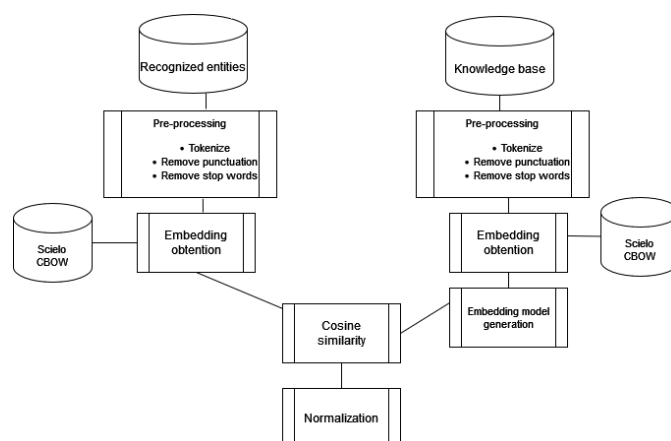 Recognized entities
Knowledge base
Pre-processing
• Tokenize
• Remove punctuation
• Remove stop words
Pre-processing
• Tokenize
• Remove punctuation
• Remove stop words
Scielo
CBOW
Embedding
obtention
Embedding
obtention
Scielo
CBOW
Embedding model
generation
Cosine
similarity
Normalization